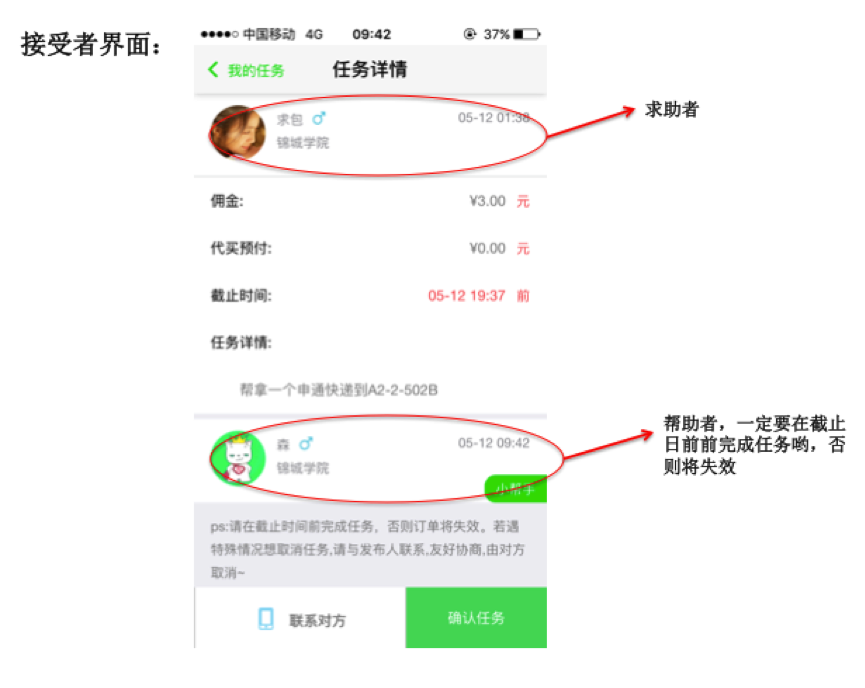 接受者界面：
中国移动 4G 09:42 37%
我的任务 任务详情
求包 ♂ 05-12 01:38
锦城学院
求助者
佣金: ¥3.00 元
代买预付: ¥0.00 元
截止时间: 05-12 19:37 前
任务详情:
帮拿一个申通快递到A2-2-502B
森 ♂ 05-12 09:42
锦城学院
小帮手
帮助者，一定要在截止
日前前完成任务哟，否
则将失效
ps:请在截止时间前完成任务，否则订单将失效。若遇
特殊情况想取消任务,请与发布人联系,友好协商,由对方
取消~
联系对方 确认任务